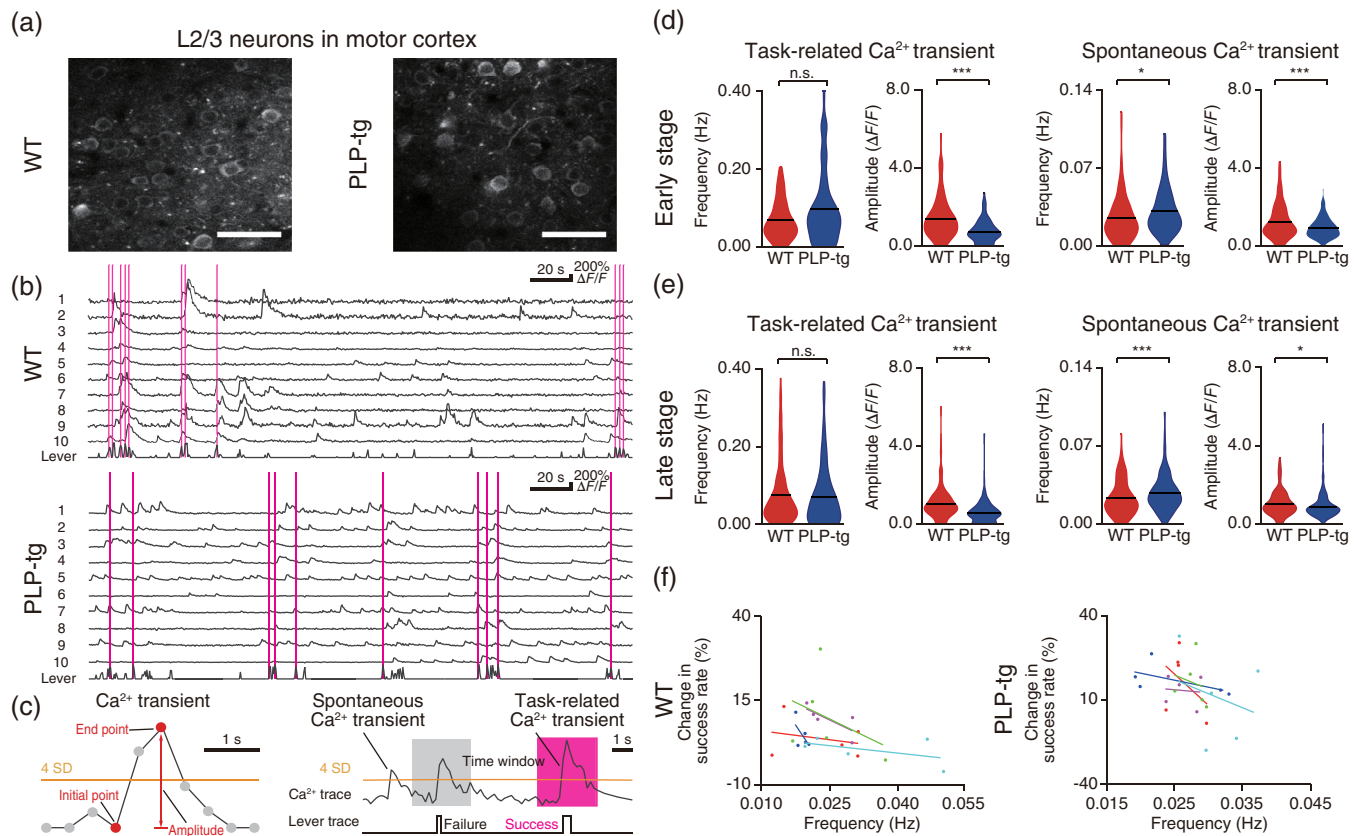 (a)
L2/3 neurons in motor cortex
WT
PLP-tg
(b)
20 s 200%
ΔF/F
WT
1
2
3
4
5
6
7
8
9
10
Lever
20 s 200%
ΔF/F
PLP-tg
1
2
3
4
5
6
7
8
9
10
Lever
(c)
Ca²⁺ transient
End point
1 s
4 SD
Initial point
Amplitude
Spontaneous
Ca²⁺ transient
Task-related
Ca²⁺ transient
1 s
4 SD
Time window
Ca²⁺ trace
Lever trace
Failure
Success
(d)
Early stage
Task-related Ca²⁺ transient
n.s.
Frequency (Hz)
0.40
0.20
0.00
WT PLP-tg
***
Amplitude (ΔF/F)
8.0
4.0
0.0
WT PLP-tg
Spontaneous Ca²⁺ transient
*
Frequency (Hz)
0.14
0.07
0.00
WT PLP-tg
***
Amplitude (ΔF/F)
8.0
4.0
0.0
WT PLP-tg
(e)
Late stage
Task-related Ca²⁺ transient
n.s.
Frequency (Hz)
0.40
0.20
0.00
WT PLP-tg
***
Amplitude (ΔF/F)
8.0
4.0
0.0
WT PLP-tg
Spontaneous Ca²⁺ transient
***
Frequency (Hz)
0.14
0.07
0.00
WT PLP-tg
*
Amplitude (ΔF/F)
8.0
4.0
0.0
WT PLP-tg
(f)
WT
Change in
success rate (%)
40
15
-10
0.010 0.025 0.040 0.055
Frequency (Hz)
PLP-tg
Change in
success rate (%)
40
10
-40
0.015 0.025 0.035 0.045
Frequency (Hz)